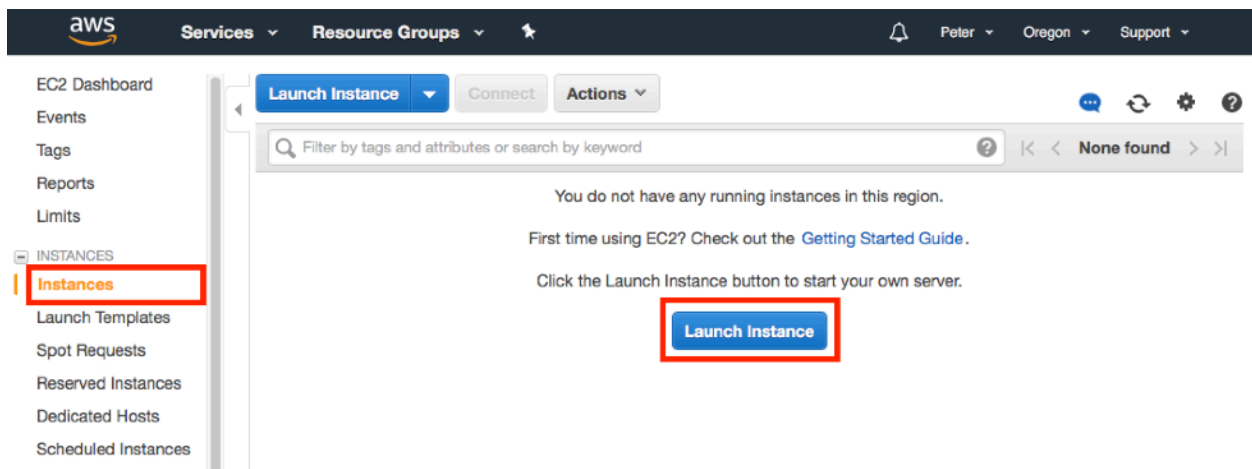 aws Services Resource Groups Peter Oregon Support
EC2 Dashboard
Events
Tags
Reports
Limits
INSTANCES
Instances
Launch Templates
Spot Requests
Reserved Instances
Dedicated Hosts
Scheduled Instances
Launch Instance Connect Actions
Filter by tags and attributes or search by keyword
None found
You do not have any running instances in this region.
First time using EC2? Check out the Getting Started Guide.
Click the Launch Instance button to start your own server.
Launch Instance